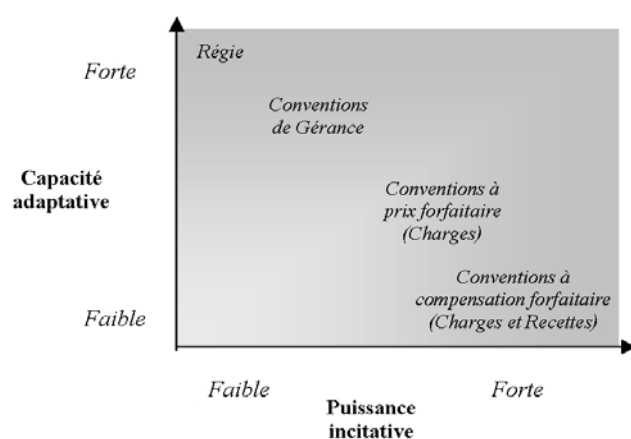 Forte
Régie
Conventions
de Gérance
Capacité
adaptative
Conventions à
prix forfaitaire
(Charges)
Conventions à
compensation forfaitaire
(Charges et Recettes)
Faible
Faible
Forte
Puissance
incitative